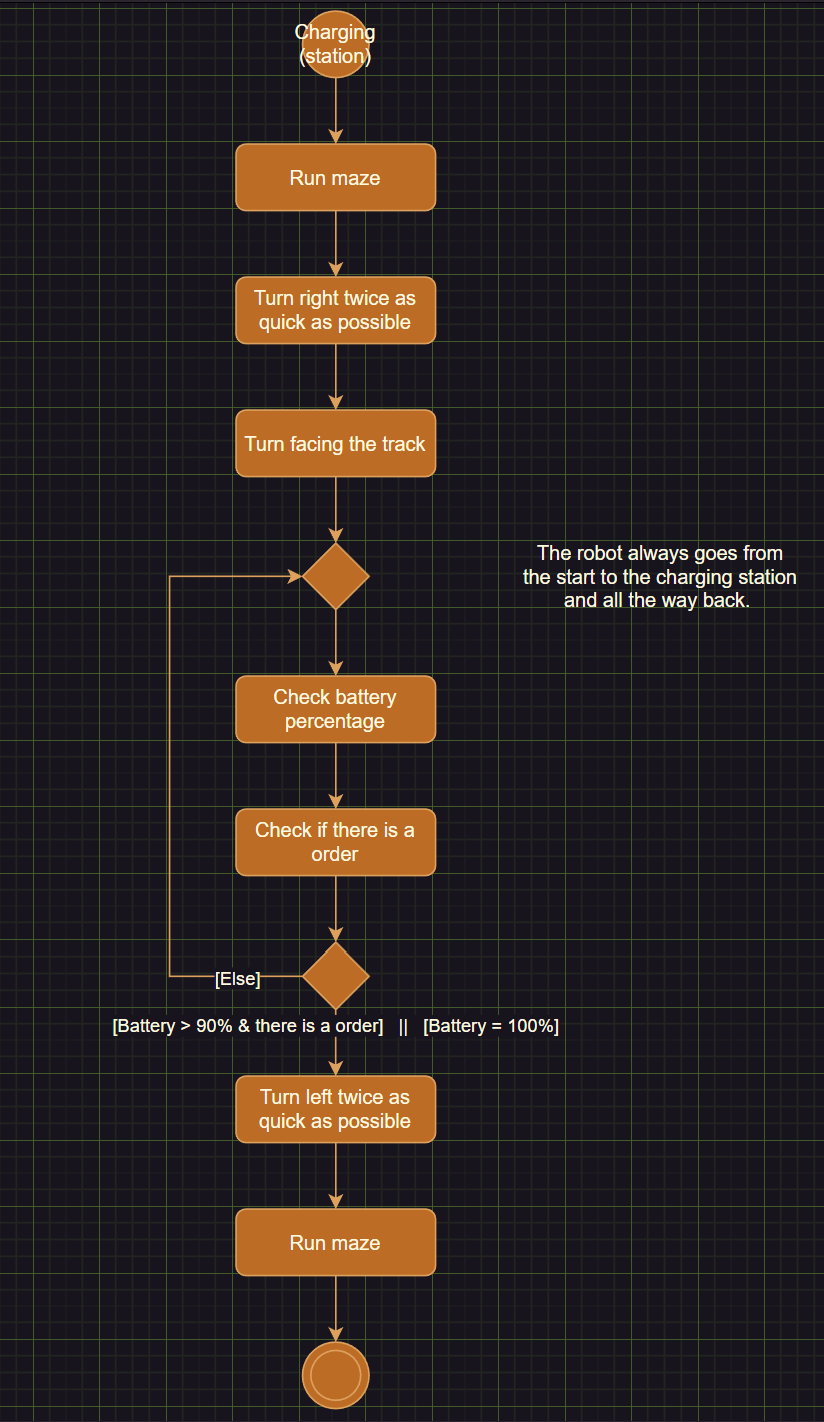 Charging
(station)
Run maze
Turn right twice as
quick as possible
Turn facing the track
The robot always goes from
the start to the charging station
and all the way back.
Check battery
percentage
Check if there is a
order
[Else]
[Battery > 90% & there is a order]   ||   [Battery = 100%]
Turn left twice as
quick as possible
Run maze